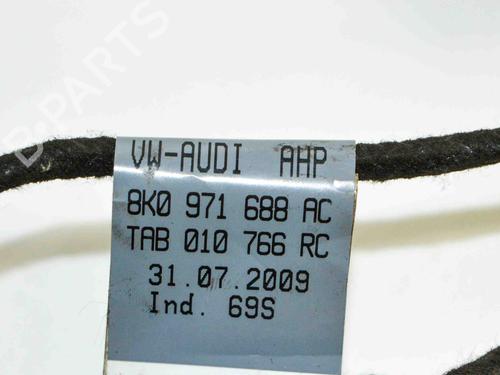 B-PARTS
VW-AUDI AHP
8K0 971 688 AC
TAB 010 766 RC
31.07.2009
Ind. 69S